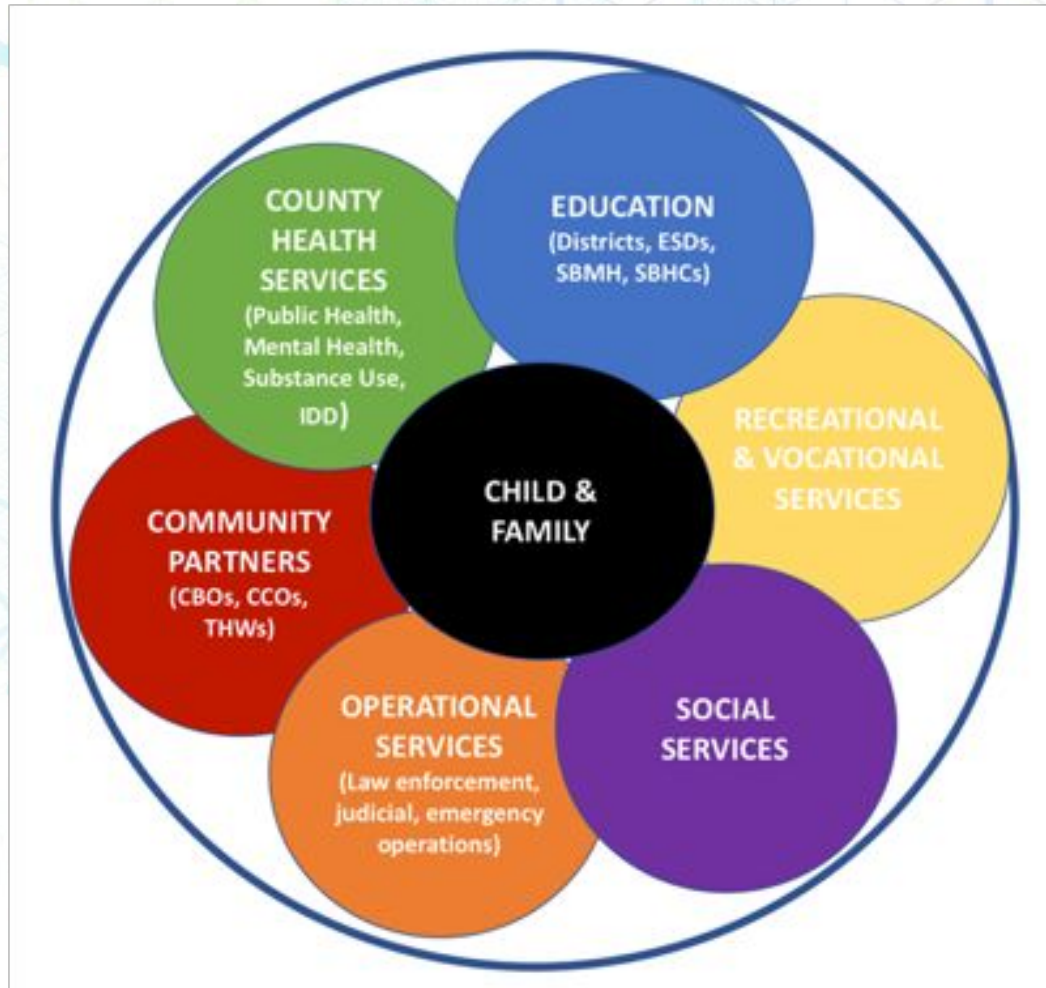 COUNTY
HEALTH
SERVICES
(Public Health,
Mental Health,
Substance Use,
IDD)
EDUCATION
(Districts, ESDs,
SBMH, SBHCs)
RECREATIONAL
& VOCATIONAL
SERVICES
CHILD &
FAMILY
COMMUNITY
PARTNERS
(CBOs, CCOs,
THWs)
OPERATIONAL
SERVICES
(Law enforcement,
judicial, emergency
operations)
SOCIAL
SERVICES